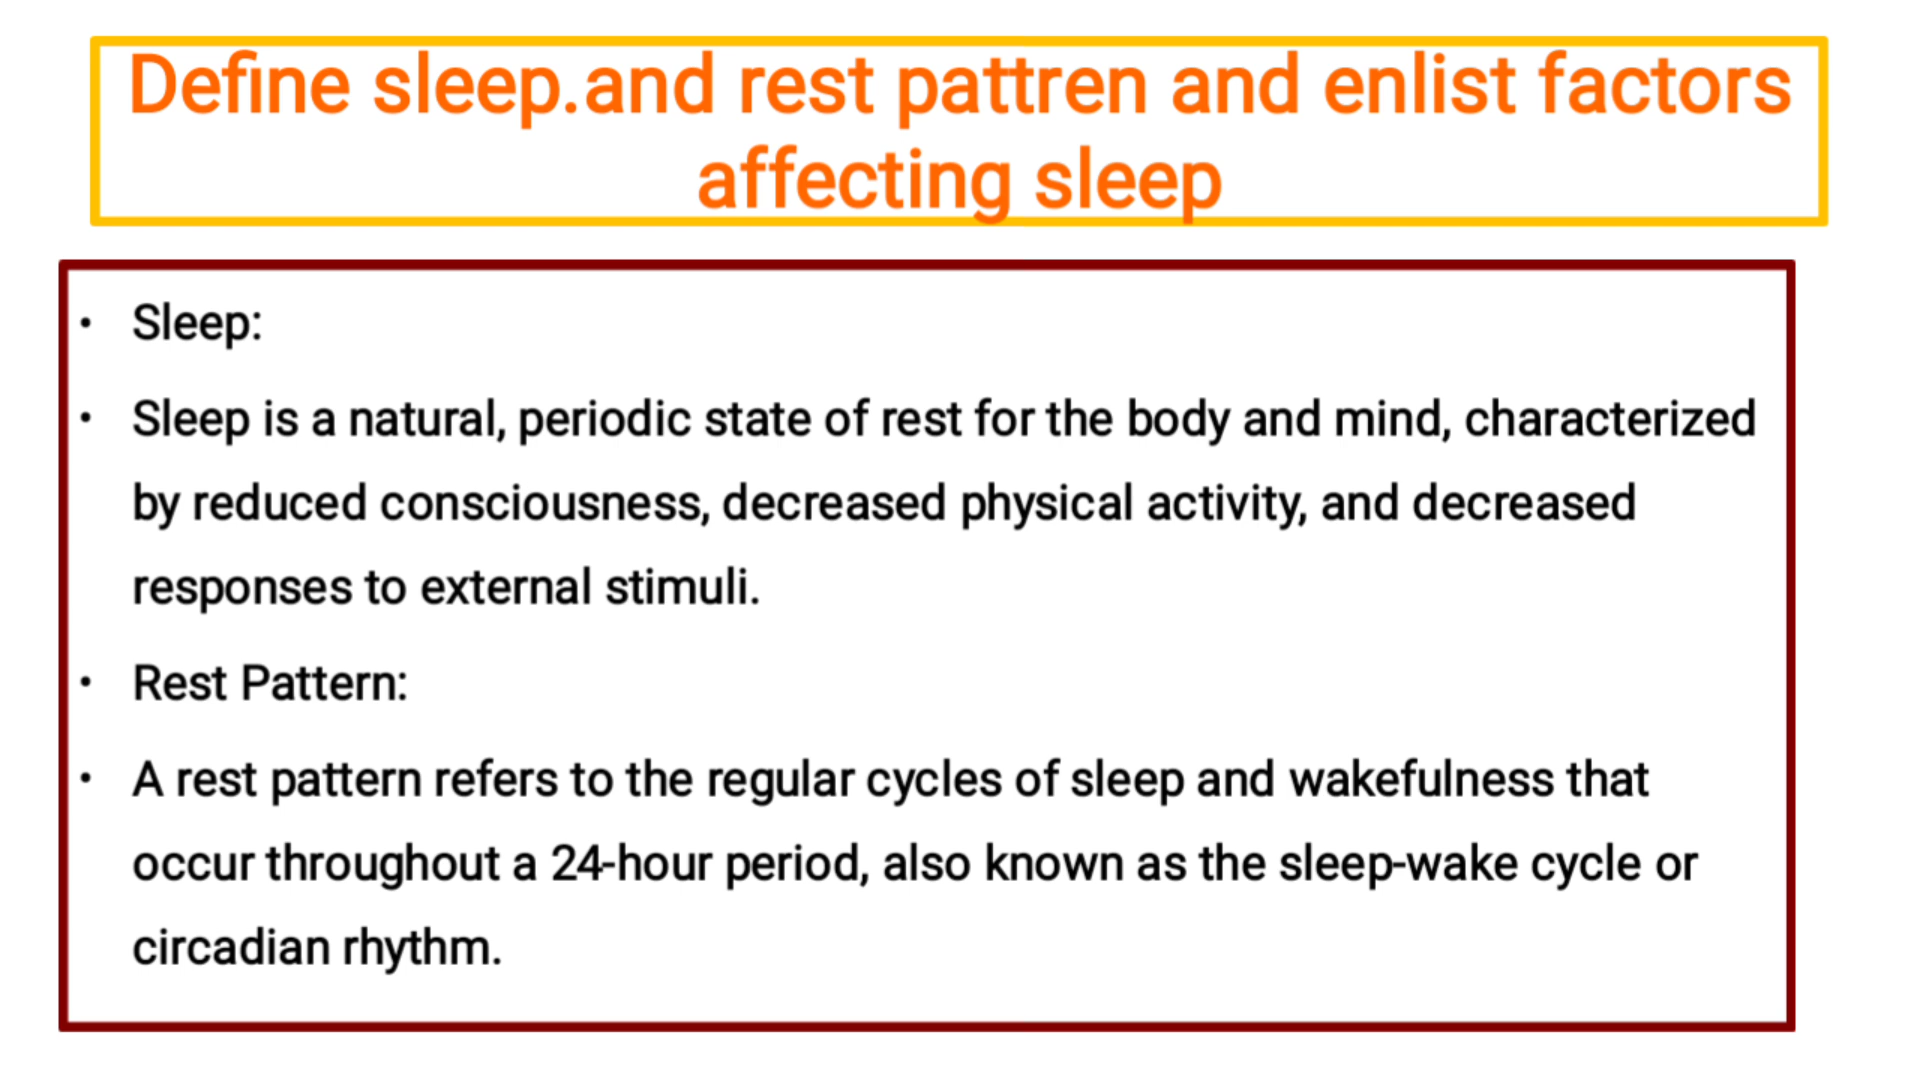 Define sleep.and rest pattren and enlist factors
affecting sleep
• Sleep:
• Sleep is a natural, periodic state of rest for the body and mind, characterized
by reduced consciousness, decreased physical activity, and decreased
responses to external stimuli.
• Rest Pattern:
• A rest pattern refers to the regular cycles of sleep and wakefulness that
occur throughout a 24-hour period, also known as the sleep-wake cycle or
circadian rhythm.